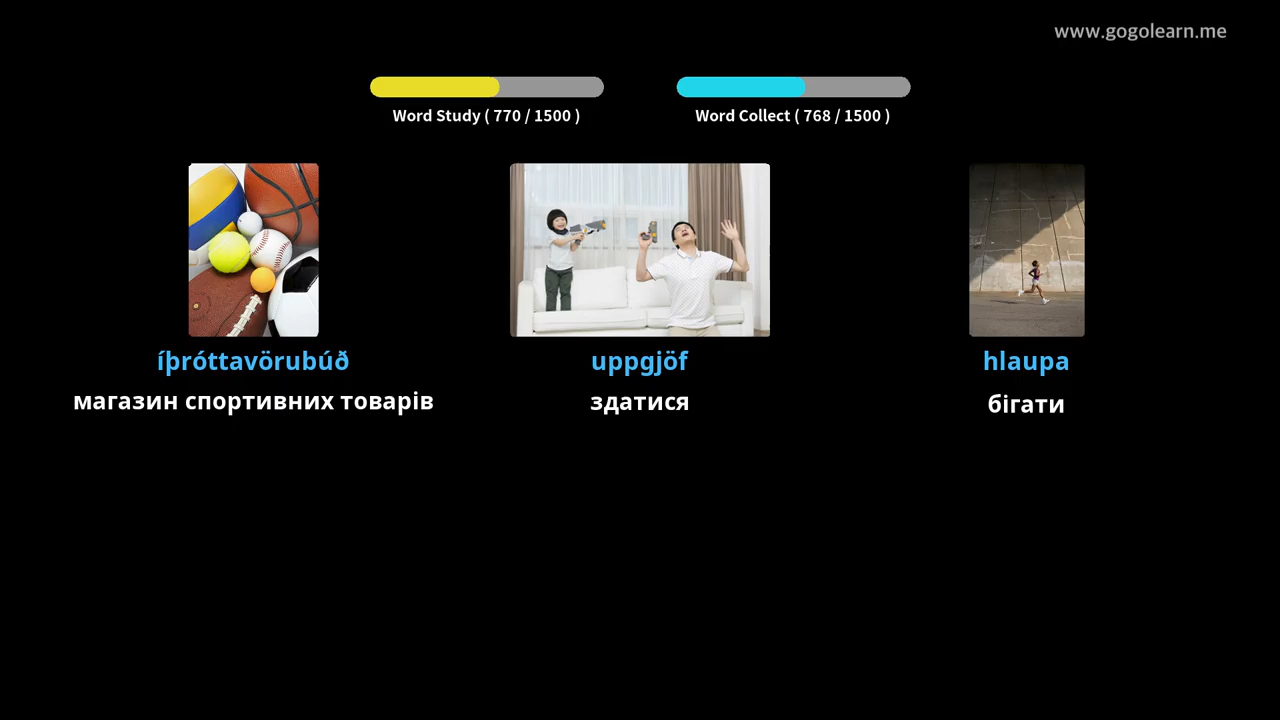 www.gogolearn.me
Word Study ( 770 / 1500 )
Word Collect ( 768 / 1500 )
íþróttavörubúð
магазин спортивних товарів
uppgjöf
здатися
hlaupa
бігати